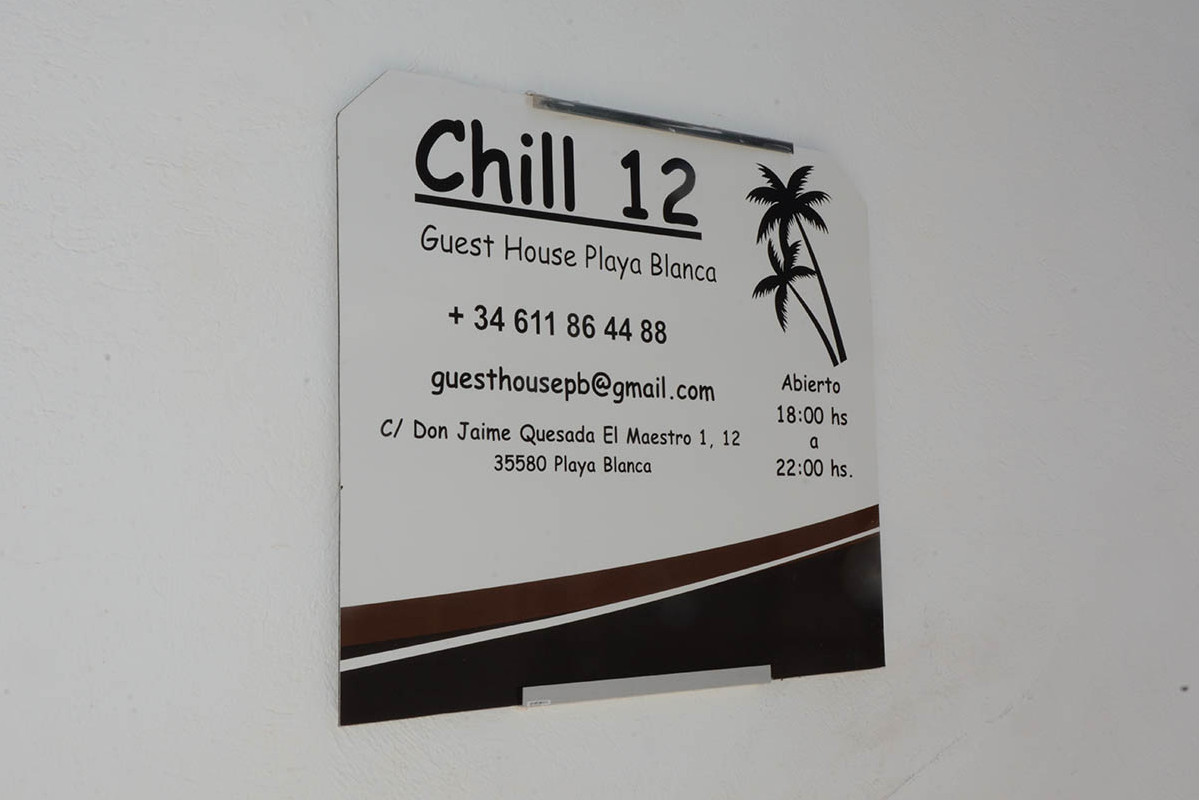 Chill 12
Guest House Playa Blanca
+ 34 611 86 44 88
guesthousepb@gmail.com
C/ Don Jaime Quesada El Maestro 1, 12
35580 Playa Blanca
Abierto
18:00 hs
a
22:00 hs.